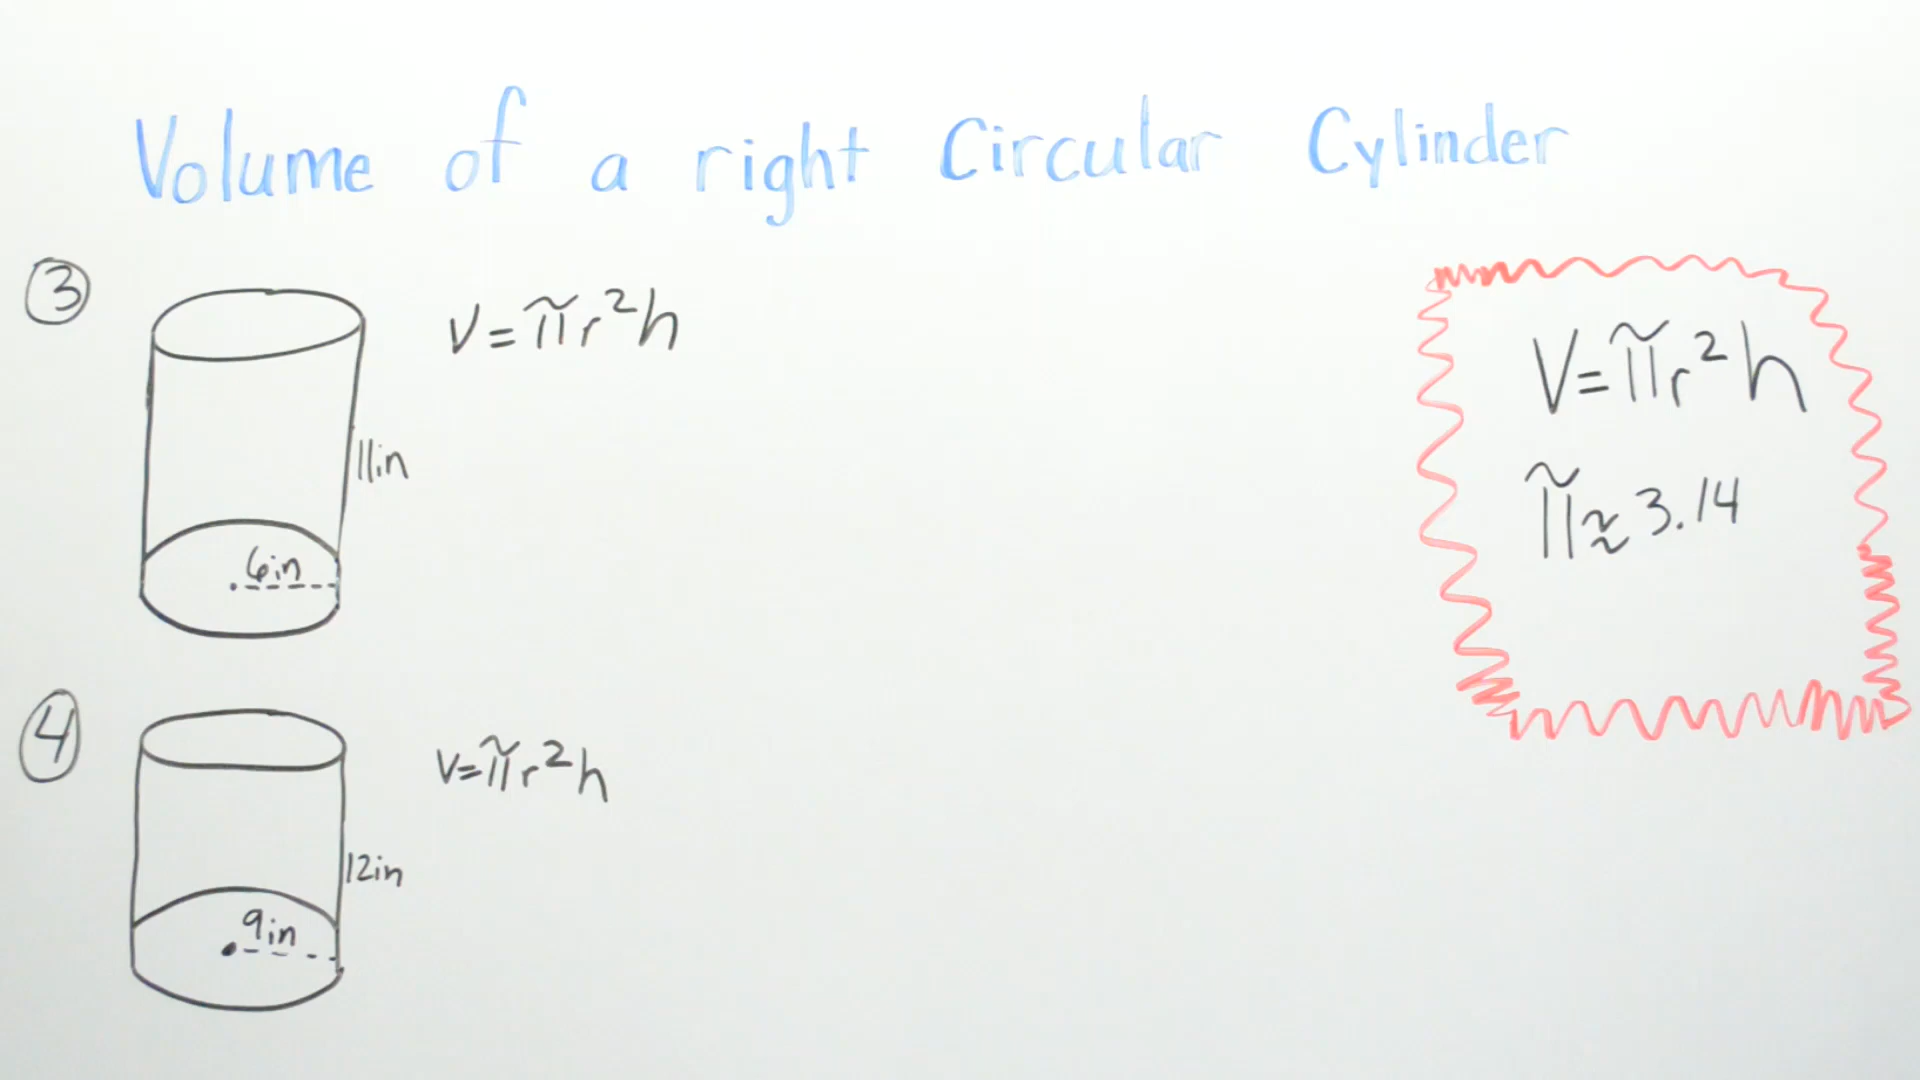 Volume of a right Circular Cylinder
3
V=πr²h
11in
6in
V=πr²h
π≈3.14
4
V=πr²h
12in
9in